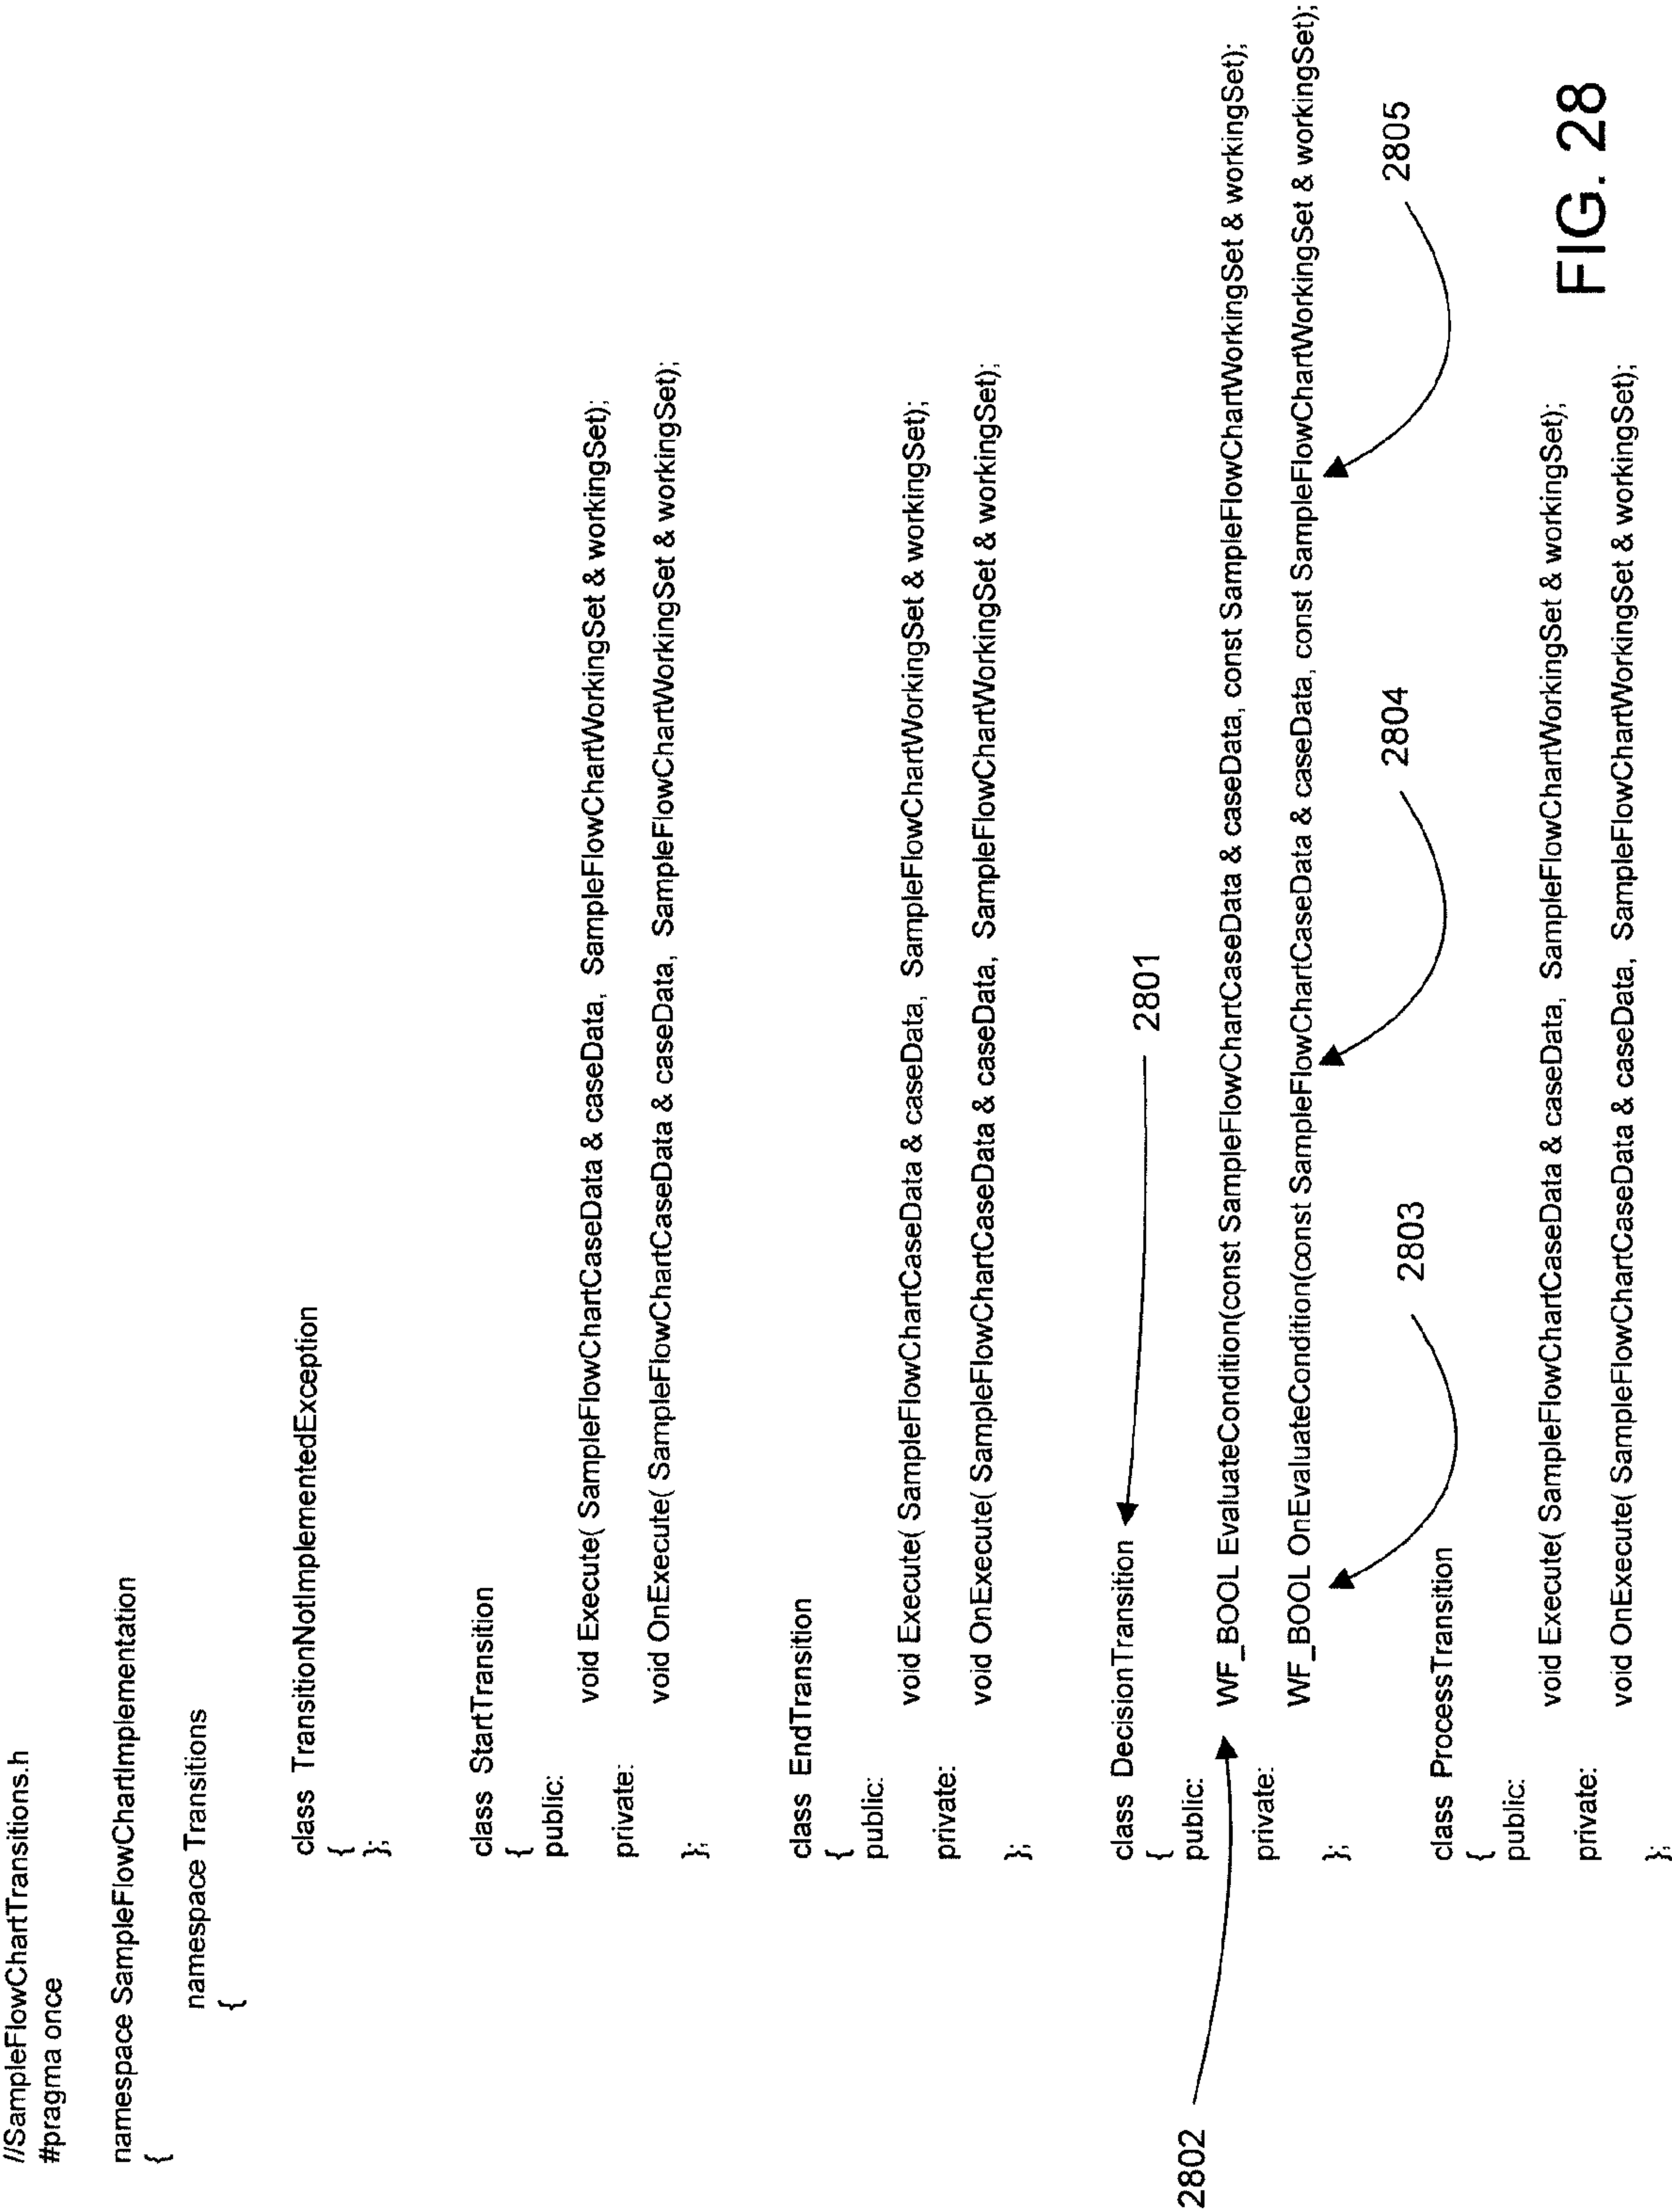 //SampleFlowChartTransitions.h
#pragma once
namespace SampleFlowChartImplementation
{
namespace Transitions
{
class TransitionNotImplementedException
{
};
class StartTransition
{
public:
void Execute( SampleFlowChartCaseData & caseData, SampleFlowChartWorkingSet & workingSet);
private:
void OnExecute( SampleFlowChartCaseData & caseData, SampleFlowChartWorkingSet & workingSet);
};
class EndTransition
{
public:
void Execute( SampleFlowChartCaseData & caseData, SampleFlowChartWorkingSet & workingSet);
private:
void OnExecute( SampleFlowChartCaseData & caseData, SampleFlowChartWorkingSet & workingSet);
};
2801
class DecisionTransition
{
2802
public:
WF_BOOL EvaluateCondition(const SampleFlowChartCaseData & caseData, const SampleFlowChartWorkingSet & workingSet);
private:
WF_BOOL OnEvaluateCondition(const SampleFlowChartCaseData & caseData, const SampleFlowChartWorkingSet & workingSet);
};
2803
2804
2805
class ProcessTransition
{
public:
void Execute( SampleFlowChartCaseData & caseData, SampleFlowChartWorkingSet & workingSet);
private:
void OnExecute( SampleFlowChartCaseData & caseData, SampleFlowChartWorkingSet & workingSet);
};
FIG. 28